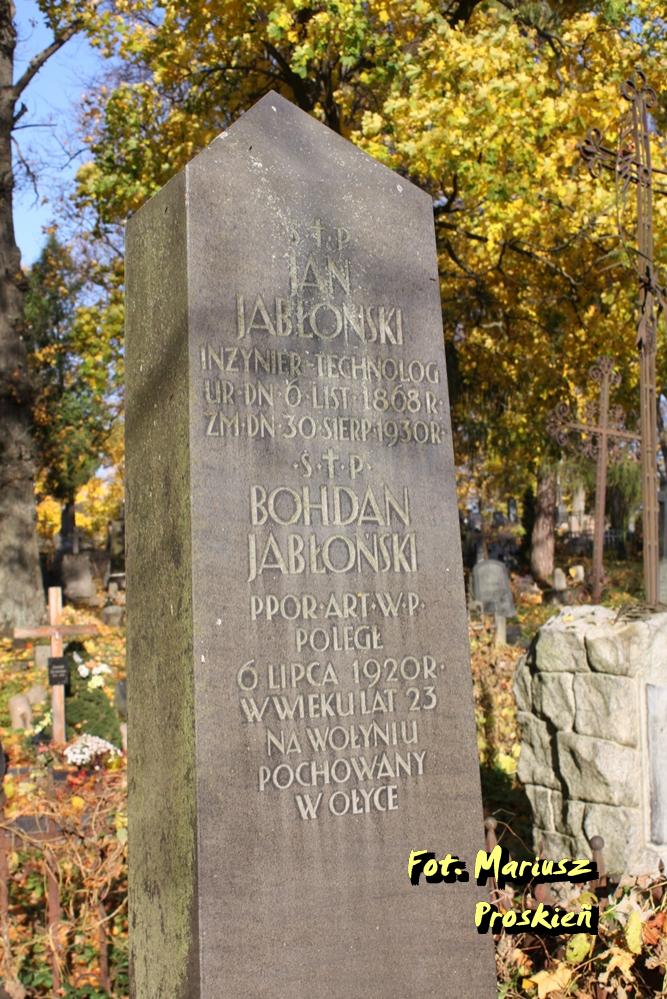 Ś † P
JAN
JABŁOŃSKI
INŻYNIER·TECHNOLOG
UR·DN·6·LIST·1868·R·
ZM·DN·30·SIERP·1930R·
·Ś·†·P·
BOHDAN
JABŁOŃSKI
PPOR·ART·W·P·
POLEGŁ
6 LIPCA 1920R·
W WIEKU LAT 23
NA WOŁYNIU
POCHOWANY
W OŁYCE
Fot. Mariusz
Proskień